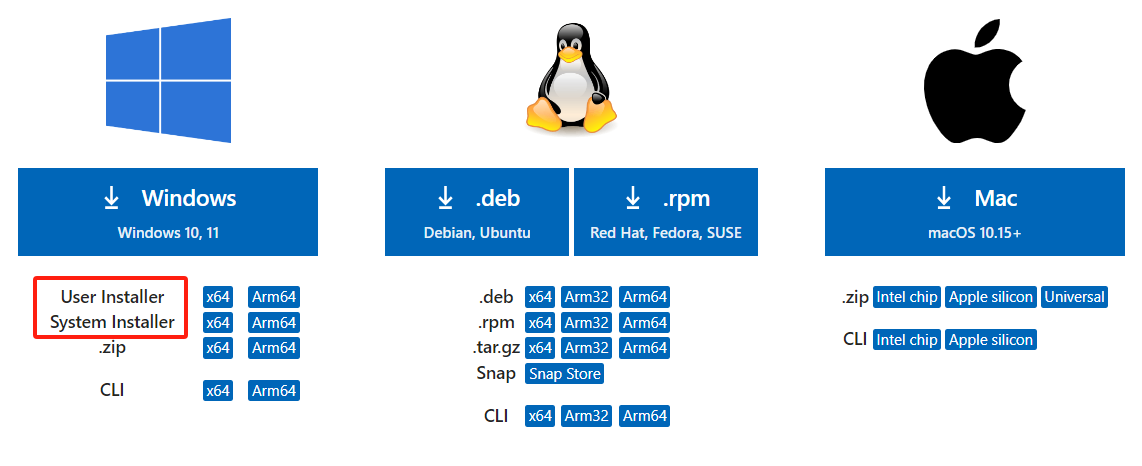 Windows
Windows 10, 11
User Installer x64 Arm64
System Installer x64 Arm64
.zip x64 Arm64
CLI x64 Arm64
.deb
Debian, Ubuntu
.rpm
Red Hat, Fedora, SUSE
.deb x64 Arm32 Arm64
.rpm x64 Arm32 Arm64
.tar.gz x64 Arm32 Arm64
Snap Snap Store
CLI x64 Arm32 Arm64
Mac
macOS 10.15+
.zip Intel chip Apple silicon Universal
CLI Intel chip Apple silicon